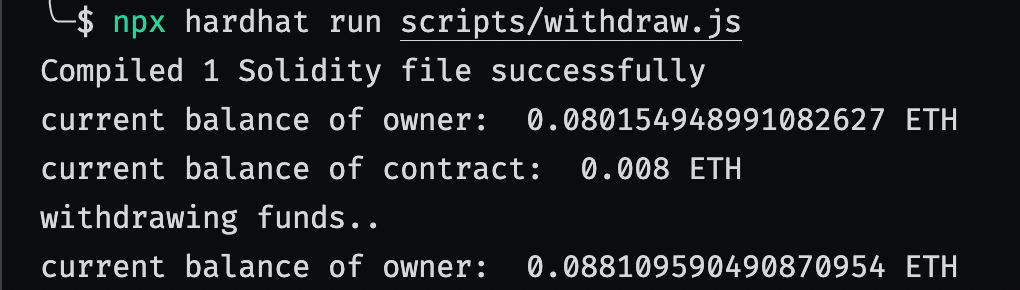 $ npx hardhat run scripts/withdraw.js
Compiled 1 Solidity file successfully
current balance of owner:  0.080154948991082627 ETH
current balance of contract:  0.008 ETH
withdrawing funds..
current balance of owner:  0.088109590490870954 ETH